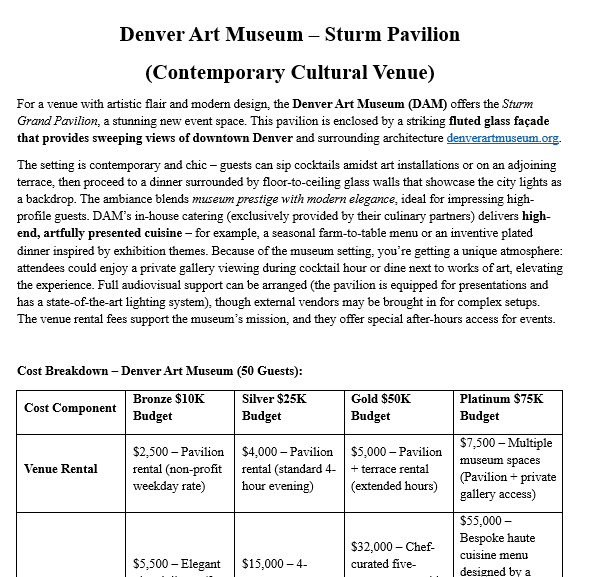 Denver Art Museum – Sturm Pavilion
(Contemporary Cultural Venue)
For a venue with artistic flair and modern design, the Denver Art Museum (DAM) offers the Sturm
Grand Pavilion, a stunning new event space. This pavilion is enclosed by a striking fluted glass façade
that provides sweeping views of downtown Denver and surrounding architecture denverartmuseum.org.
The setting is contemporary and chic – guests can sip cocktails amidst art installations or on an adjoining
terrace, then proceed to a dinner surrounded by floor-to-ceiling glass walls that showcase the city lights as
a backdrop. The ambiance blends museum prestige with modern elegance, ideal for impressing high-
profile guests. DAM’s in-house catering (exclusively provided by their culinary partners) delivers high-
end, artfully presented cuisine – for example, a seasonal farm-to-table menu or an inventive plated
dinner inspired by exhibition themes. Because of the museum setting, you’re getting a unique atmosphere:
attendees could enjoy a private gallery viewing during cocktail hour or dine next to works of art, elevating
the experience. Full audiovisual support can be arranged (the pavilion is equipped for presentations and
has a state-of-the-art lighting system), though external vendors may be brought in for complex setups.
The venue rental fees support the museum’s mission, and they offer special after-hours access for events.
Cost Breakdown – Denver Art Museum (50 Guests):
Cost Component
Bronze $10K
Budget
Silver $25K
Budget
Gold $50K
Budget
Platinum $75K
Budget
Venue Rental
$2,500 – Pavilion
rental (non-profit
weekday rate)
$4,000 – Pavilion
rental (standard 4-
hour evening)
$5,000 – Pavilion
+ terrace rental
(extended hours)
$7,500 – Multiple
museum spaces
(Pavilion + private
gallery access)
$5,500 – Elegant
$15,000 – 4-
$32,000 – Chef-
curated five-
$55,000 –
Bespoke haute
cuisine menu
designed by a